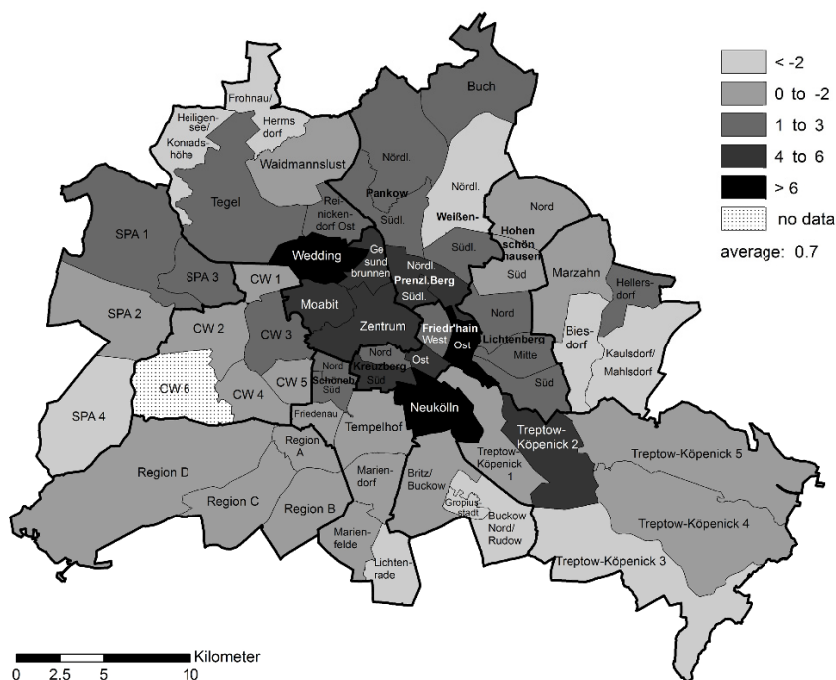 Buch
< -2
0 to -2
1 to 3
4 to 6
> 6
no data
average: 0.7
Frohnau/
Herms
dorf
Heiligen-
see/
Konrads-
höhe
Waidmannslust
Tegel
Rei-
nicken-
dorf Ost
Nördl.
Pankow
Südl.
Nördl.
Weißen-
Südl.
Nord
Hohen
schön
hausen
Süd
Marzahn
Hellers-
dorf
Bies-
dorf
Kaulsdorf/
Mahlsdorf
SPA 1
SPA 3
SPA 2
SPA 4
Wedding
Ge
sund
brunnen
Nördl.
Prenzl.Berg
Südl.
Moabit
Zentrum
CW 1
CW 2
CW 3
CW 6
CW 4
CW 5
Friedr'hain
West
Ost
Nord
Lichtenberg
Mitte
Süd
Nord
Kreuzberg
Süd
Ost
Nord
Schöneb.
Süd
Friedenau
Neukölln
Tempelhof
Treptow-
Köpenick 2
Treptow-
Köpenick
1
Treptow-Köpenick 5
Treptow-Köpenick 4
Treptow-Köpenick 3
Region
A
Region D
Region C
Region B
Marien-
dorf
Britz/
Buckow
Gropius-
stadt
Buckow
Nord/
Rudow
Marien-
felde
Lichten-
rade
Kilometer
0 2.5 5 10